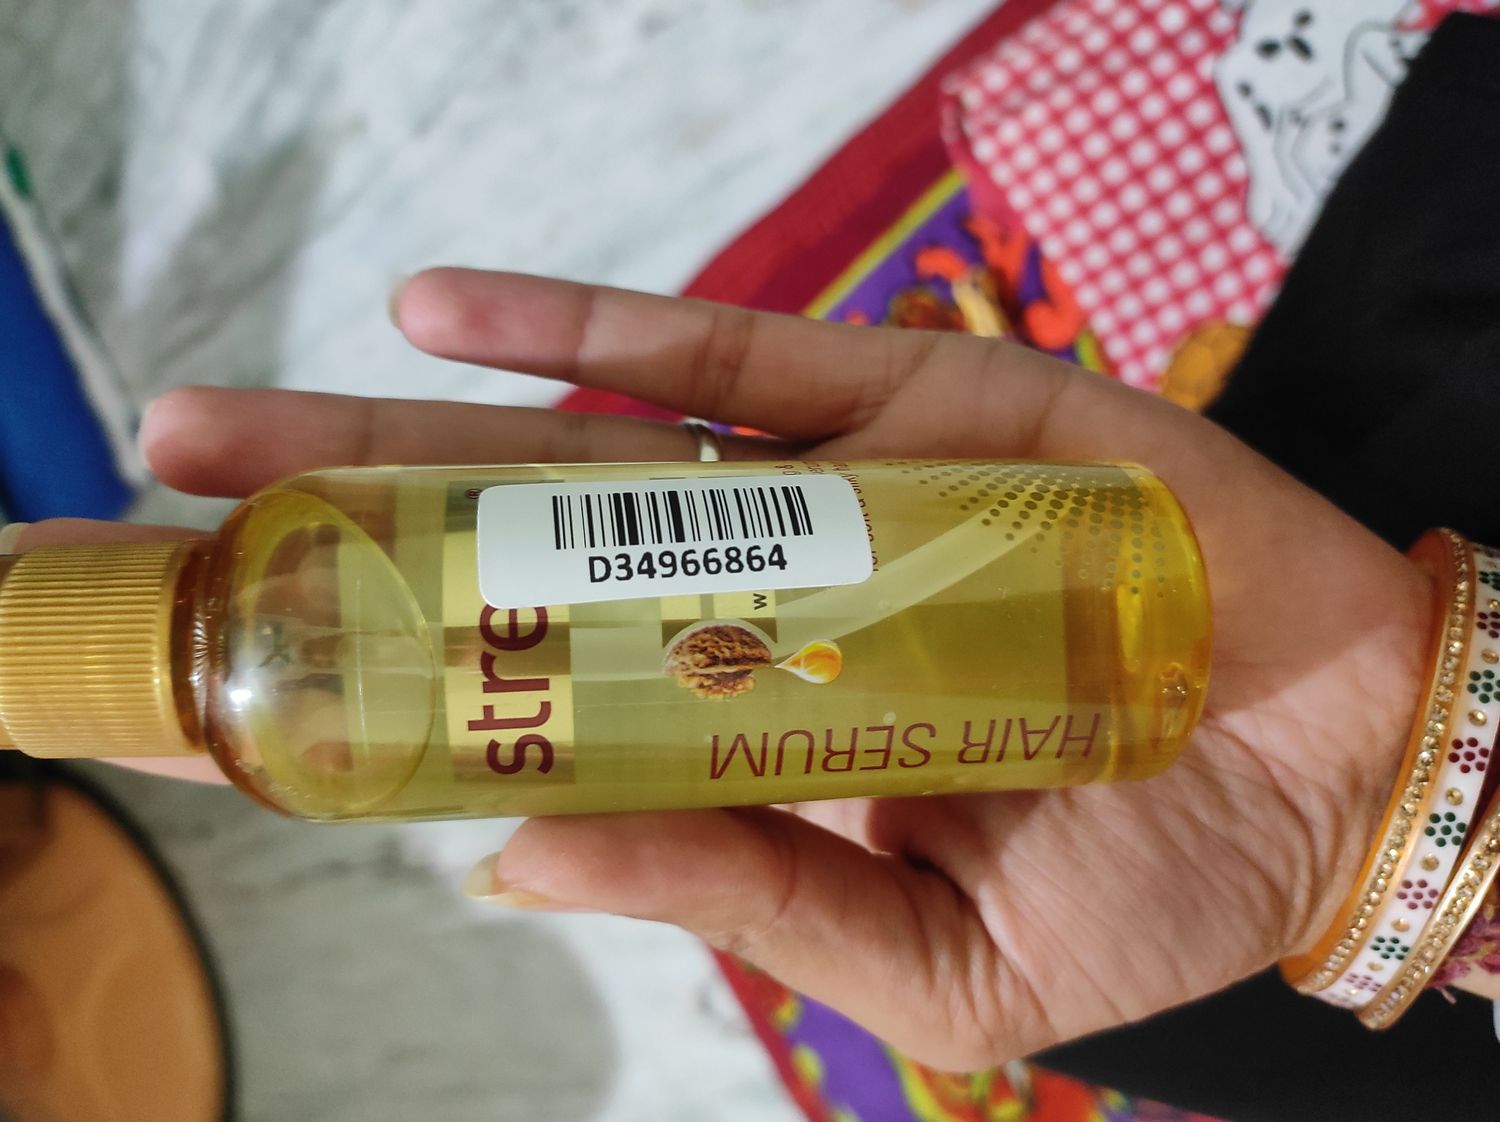 stre
®
D34966864
w
HAIR SERUM